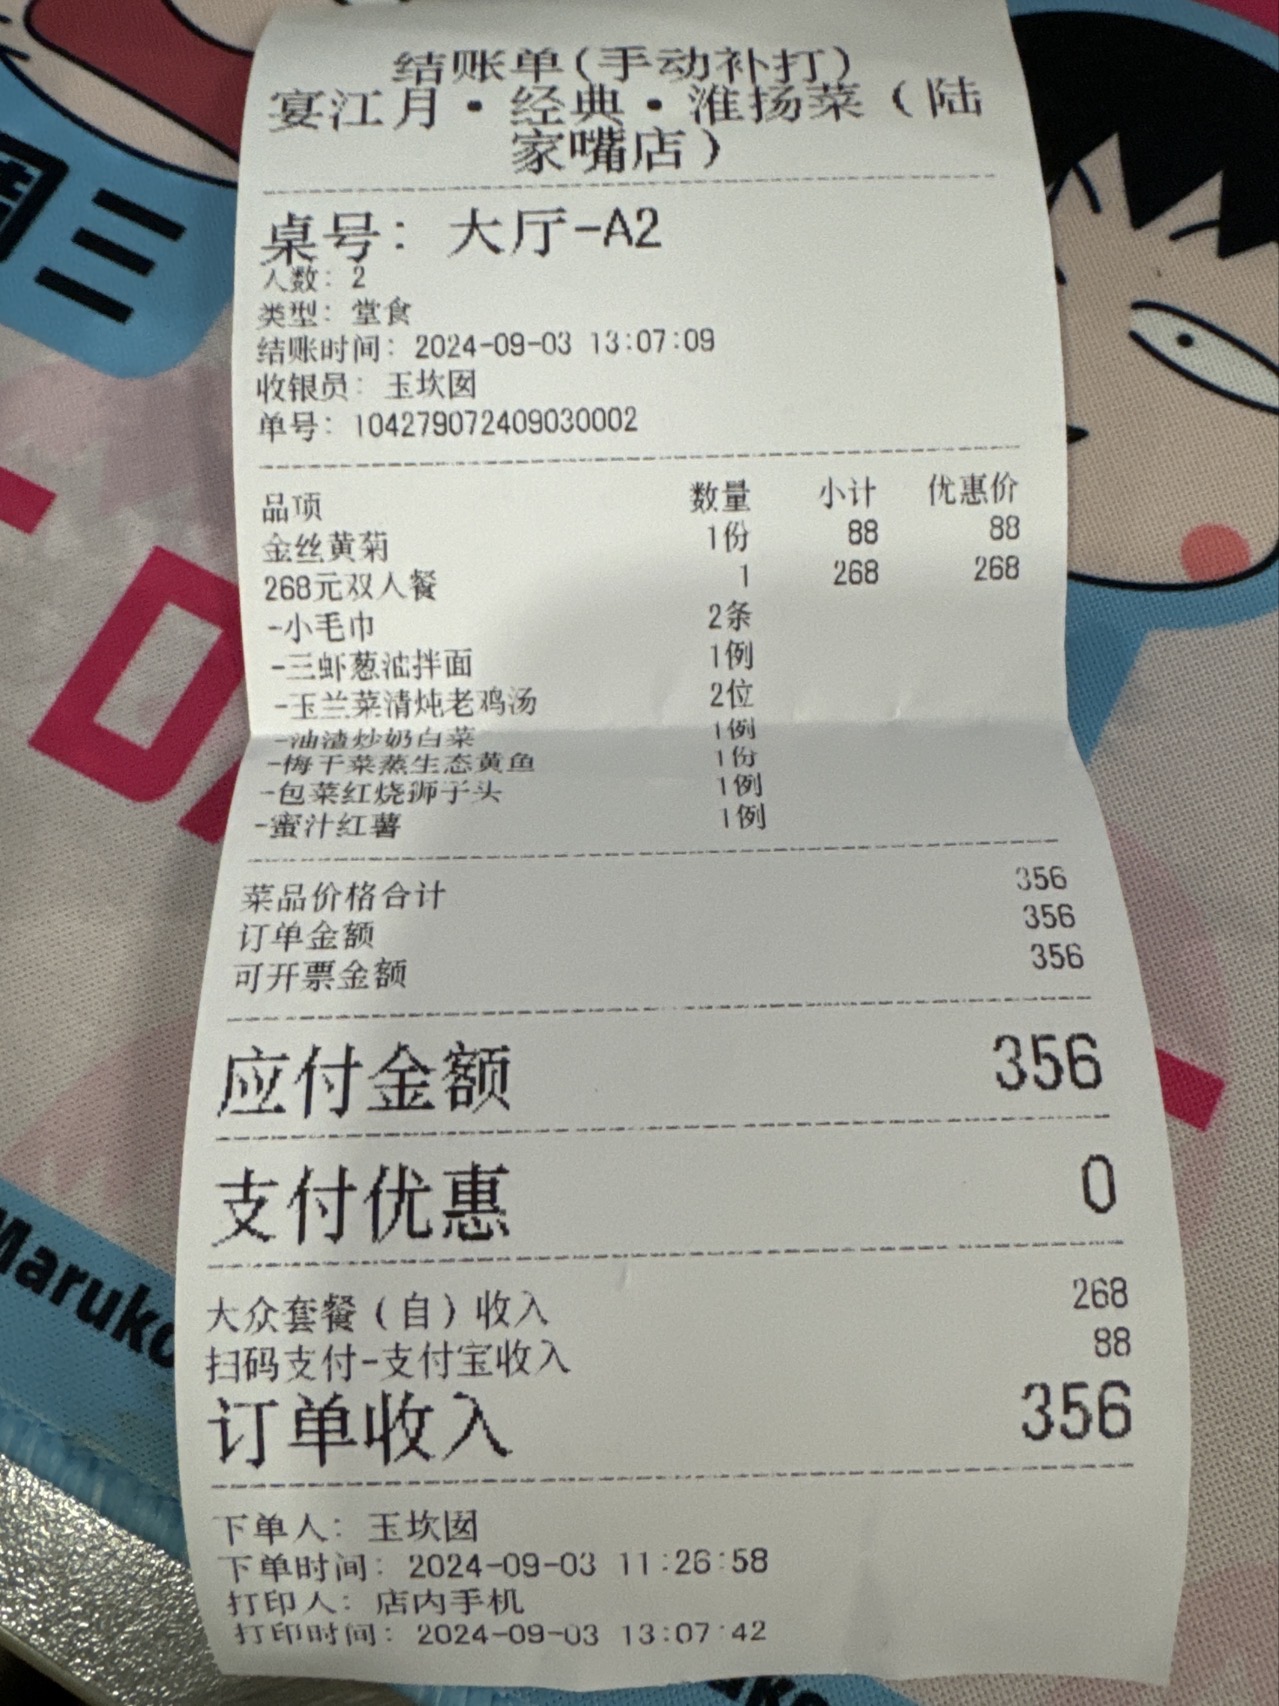 结账单(手动补打)
宴江月·经典·淮扬菜(陆
家嘴店)
桌号: 大厅-A2
人数: 2
类型: 堂食
结账时间: 2024-09-03 13:07:09
收银员: 玉坎囡
单号: 104279072409030002
品项 数量 小计 优惠价
金丝黄菊 1份 88 88
268元双人餐 1 268 268
-小毛巾 2条
-三虾葱油拌面 1例
-玉兰菜清炖老鸡汤 2位
-油渣炒奶白菜 1例
-梅干菜蒸生态黄鱼 1份
-包菜红烧狮子头 1例
-蜜汁红薯 1例
菜品价格合计 356
订单金额 356
可开票金额 356
应付金额 356
支付优惠 0
大众套餐(自)收入 268
扫码支付-支付宝收入 88
订单收入 356
下单人: 玉坎囡
下单时间: 2024-09-03 11:26:58
打印人: 店内手机
打印时间: 2024-09-03 13:07:42
三
Maruko